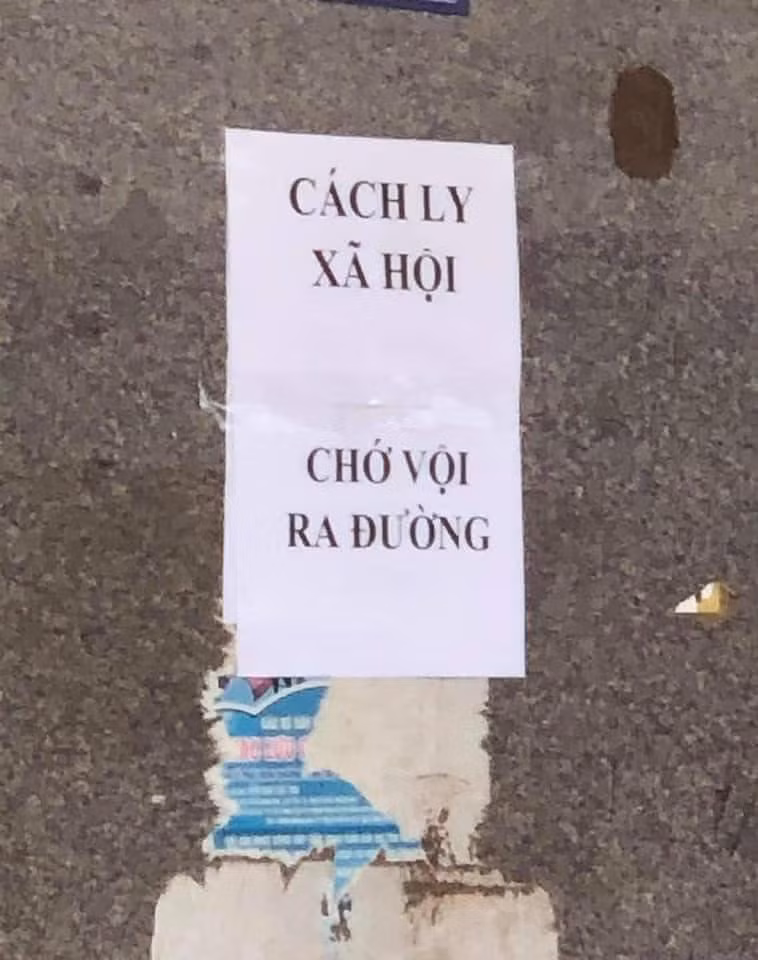 CÁCH LY
XÃ HỘI
CHỚ VỘI
RA ĐƯỜNG